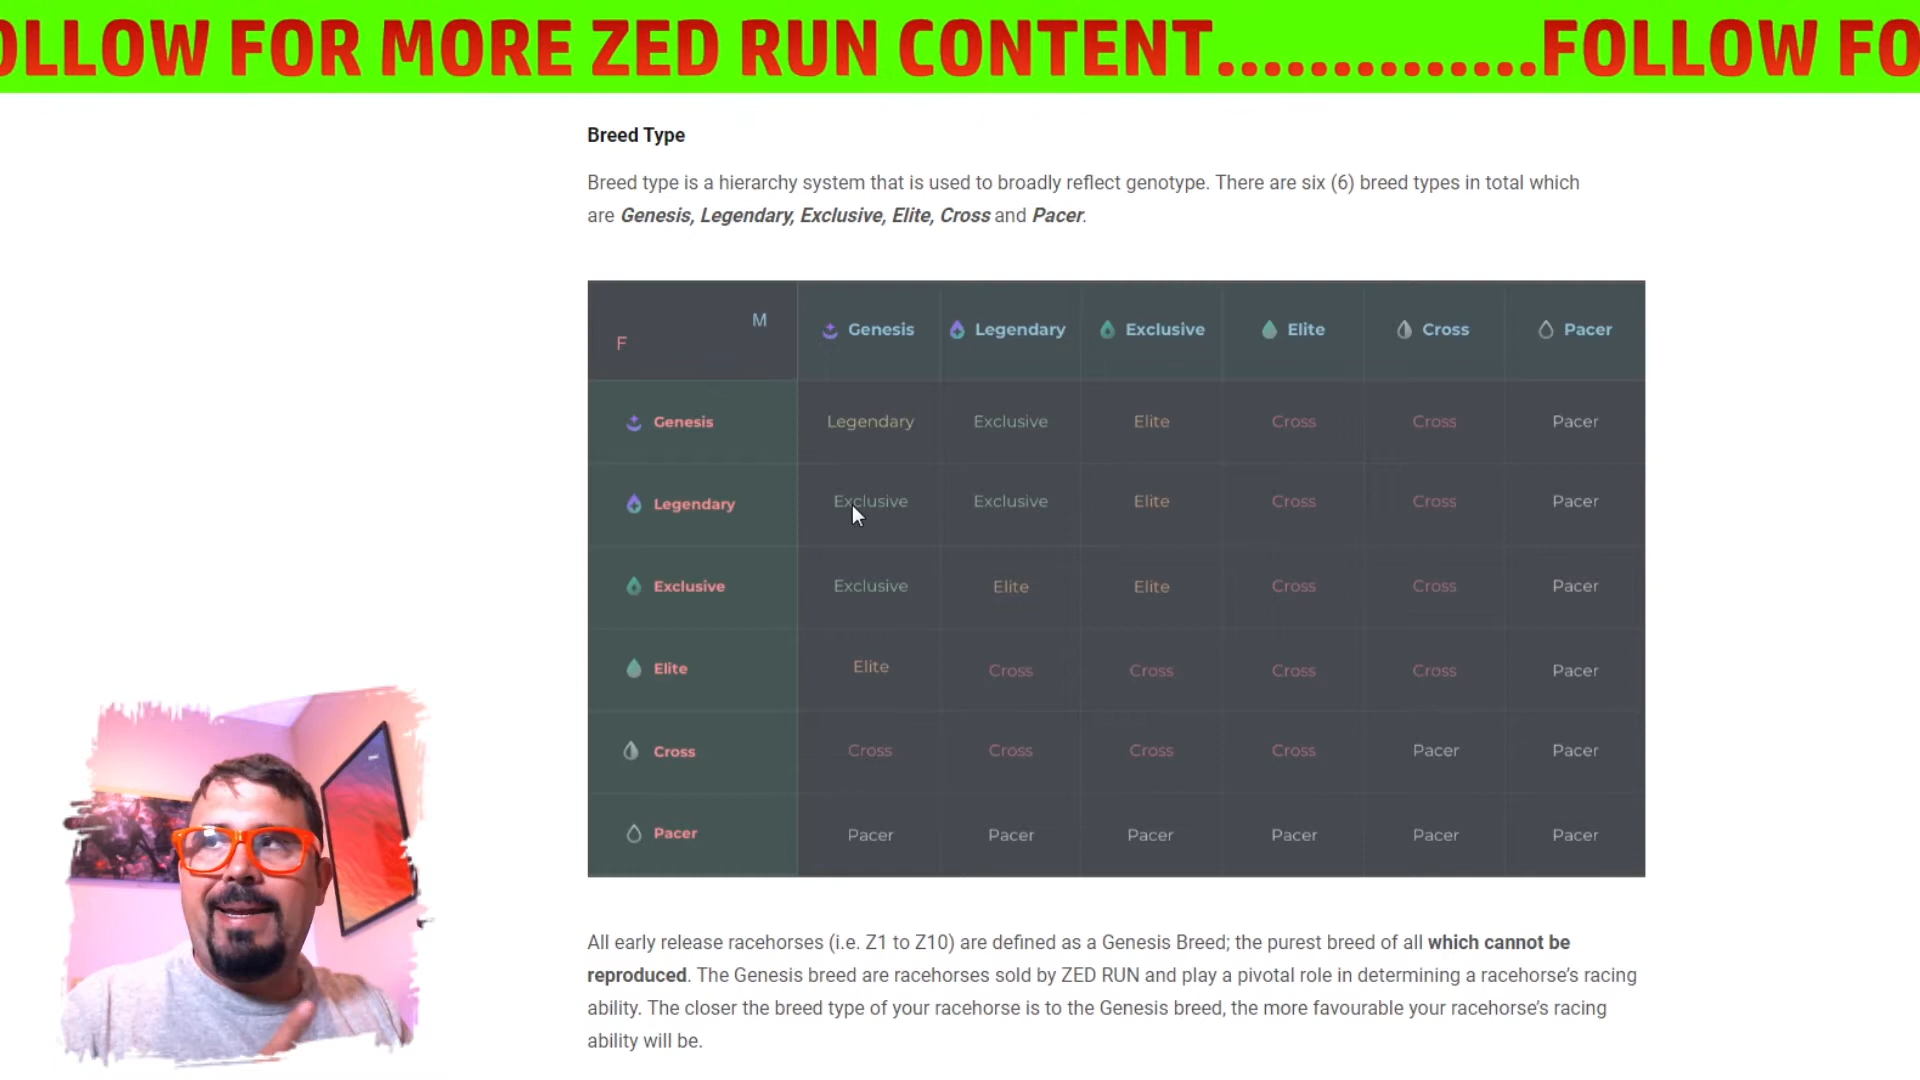 OLLOW FOR MORE ZED RUN CONTENT..............FOLLOW FO
Breed Type
Breed type is a hierarchy system that is used to broadly reflect genotype. There are six (6) breed types in total which
are Genesis, Legendary, Exclusive, Elite, Cross and Pacer.
M
F
Genesis Legendary Exclusive Elite Cross Pacer
Genesis Legendary Exclusive Elite Cross Cross Pacer
Legendary Exclusive Exclusive Elite Cross Cross Pacer
Exclusive Exclusive Elite Elite Cross Cross Pacer
Elite Elite Cross Cross Cross Cross Pacer
Cross Cross Cross Cross Cross Pacer Pacer
Pacer Pacer Pacer Pacer Pacer Pacer Pacer
All early release racehorses (i.e. Z1 to Z10) are defined as a Genesis Breed; the purest breed of all which cannot be
reproduced. The Genesis breed are racehorses sold by ZED RUN and play a pivotal role in determining a racehorse’s racing
ability. The closer the breed type of your racehorse is to the Genesis breed, the more favourable your racehorse’s racing
ability will be.